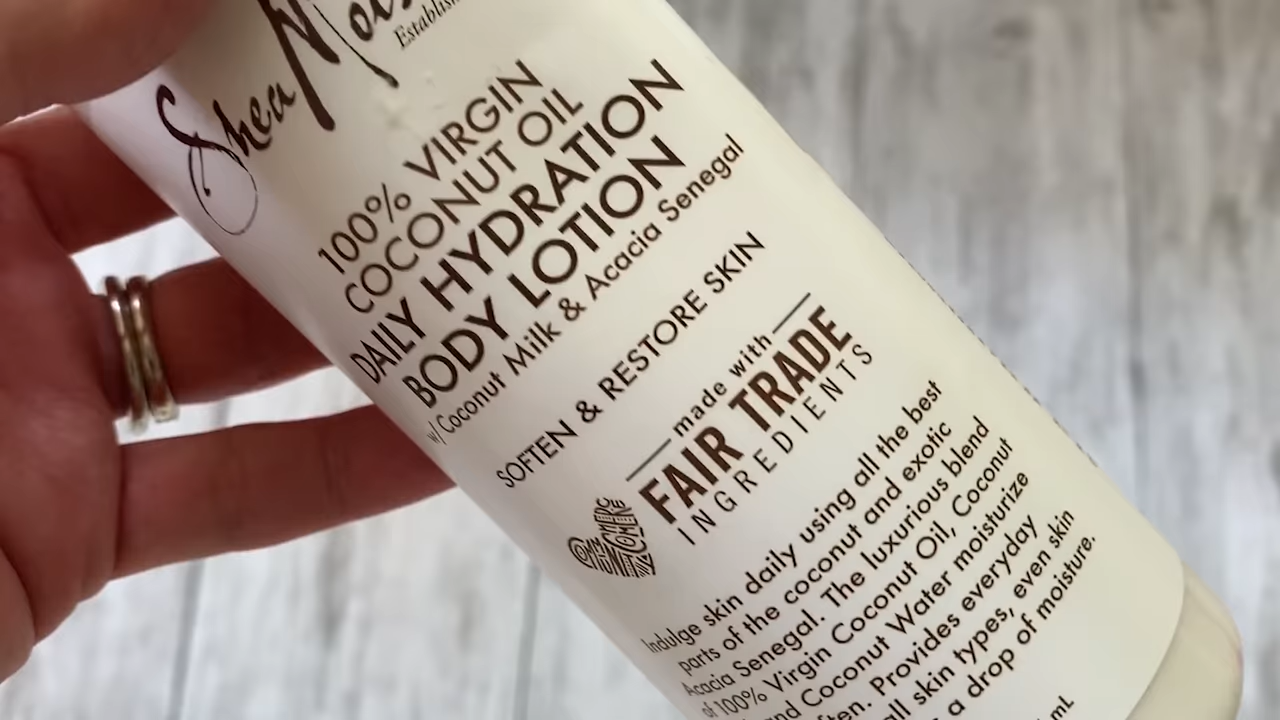 Shea
Establis
100% VIRGIN
COCONUT OIL
DAILY HYDRATION
BODY LOTION
w/ Coconut Milk & Acacia Senegal
SOFTEN & RESTORE SKIN
made with
FAIR TRADE
INGREDIENTS
Indulge skin daily using all the best
parts of the coconut and exotic
Acacia Senegal. The luxurious blend
of 100% Virgin Coconut Oil, Coconut
and Coconut Water moisturize
Provides everyday
all skin types, even skin
a drop of moisture.
mL